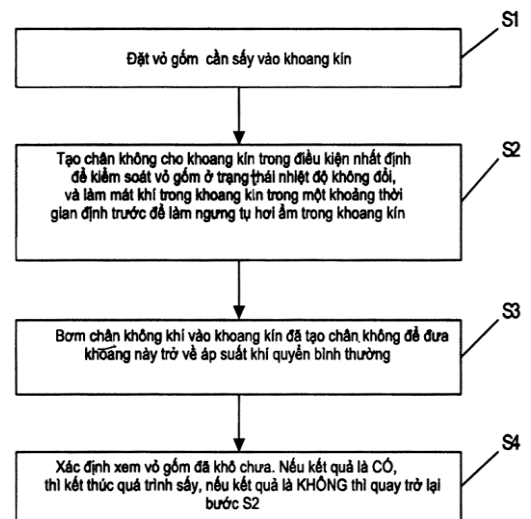 S1
Đặt vỏ gốm cần sấy vào khoang kín
S2
Tạo chân không cho khoang kín trong điều kiện nhất định
để kiểm soát vỏ gốm ở trạng thái nhiệt độ không đổi,
và làm mát khí trong khoang kín trong một khoảng thời
gian định trước để làm ngưng tụ hơi ẩm trong khoang kín
S3
Bơm chân không khí vào khoang kín đã tạo chân không để đưa
khoang này trở về áp suất khí quyển bình thường
S4
Xác định xem vỏ gốm đã khô chưa. Nếu kết quả là CÓ,
thì kết thúc quá trình sấy, nếu kết quả là KHÔNG thì quay trở lại
bước S2